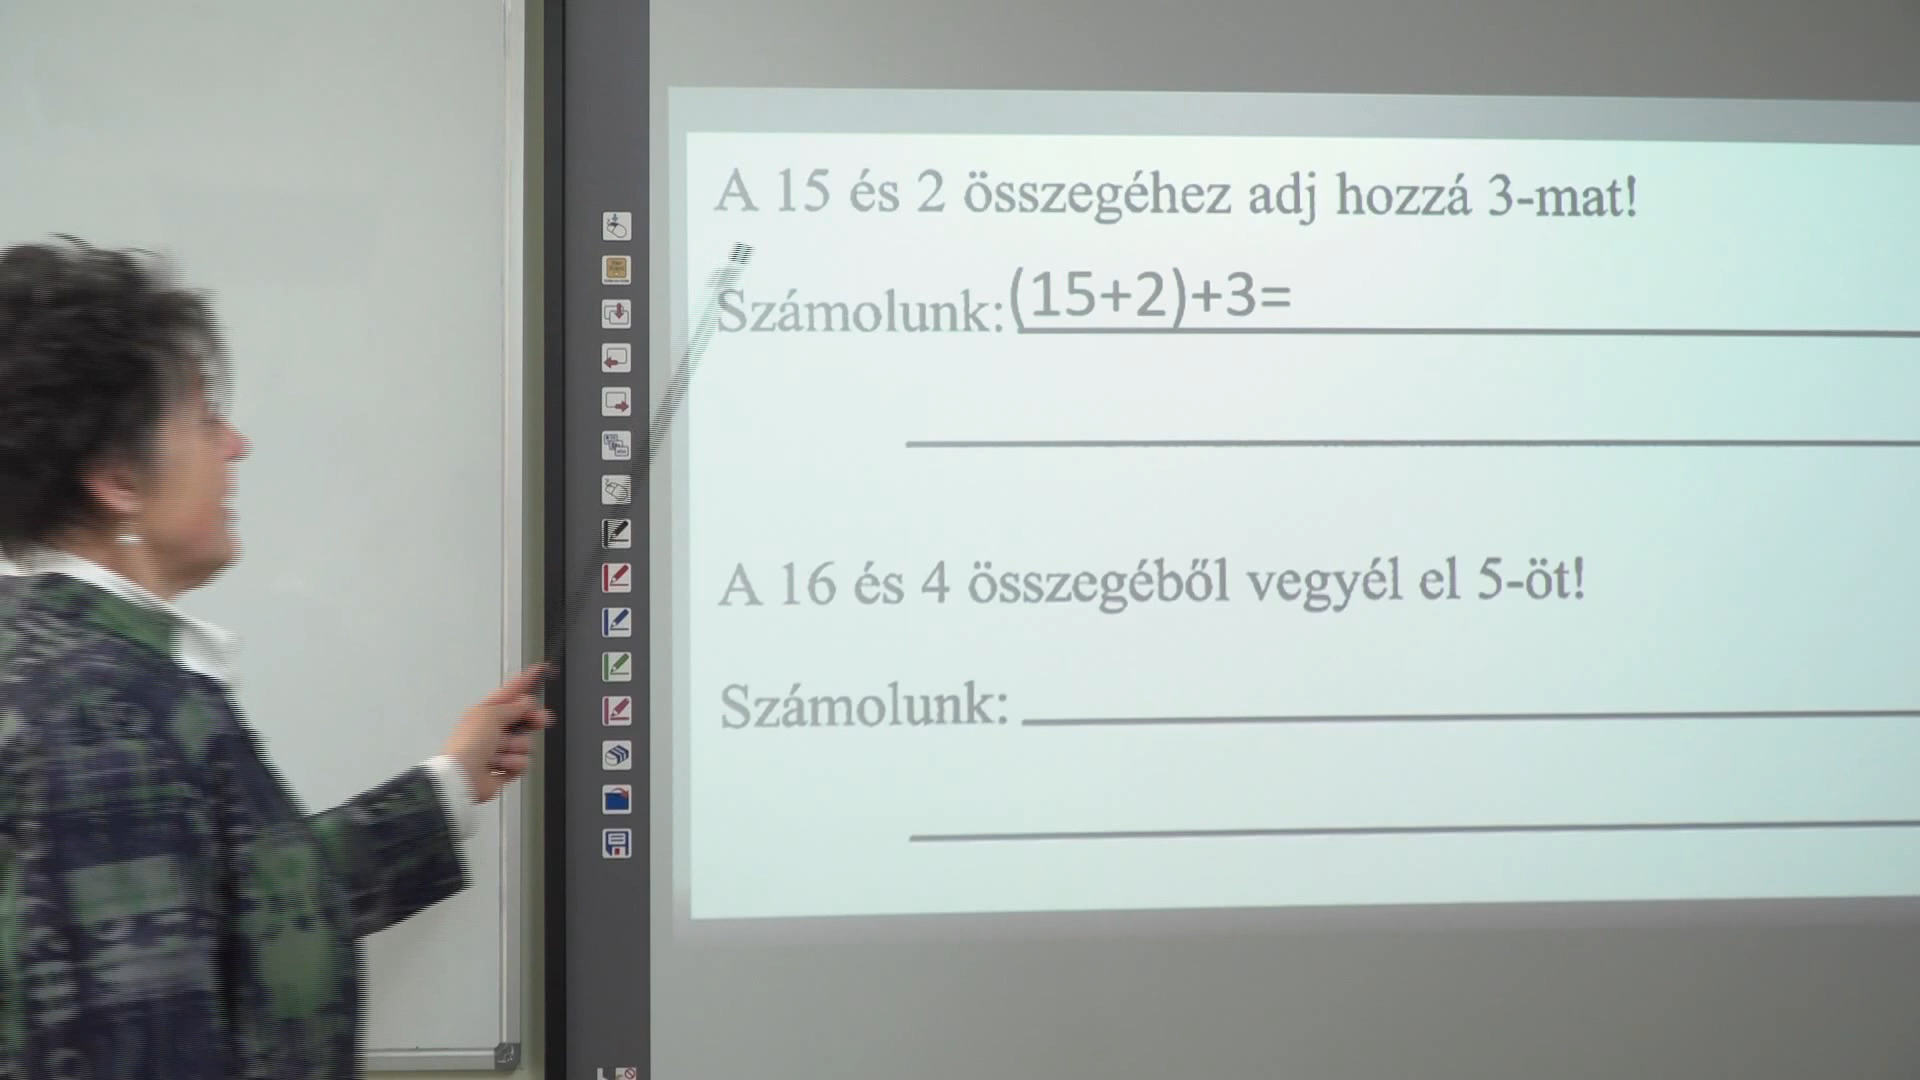 A 15 és 2 összegéhez adj hozzá 3-mat!
Számolunk: (15+2)+3=
A 16 és 4 összegéből vegyél el 5-öt!
Számolunk: